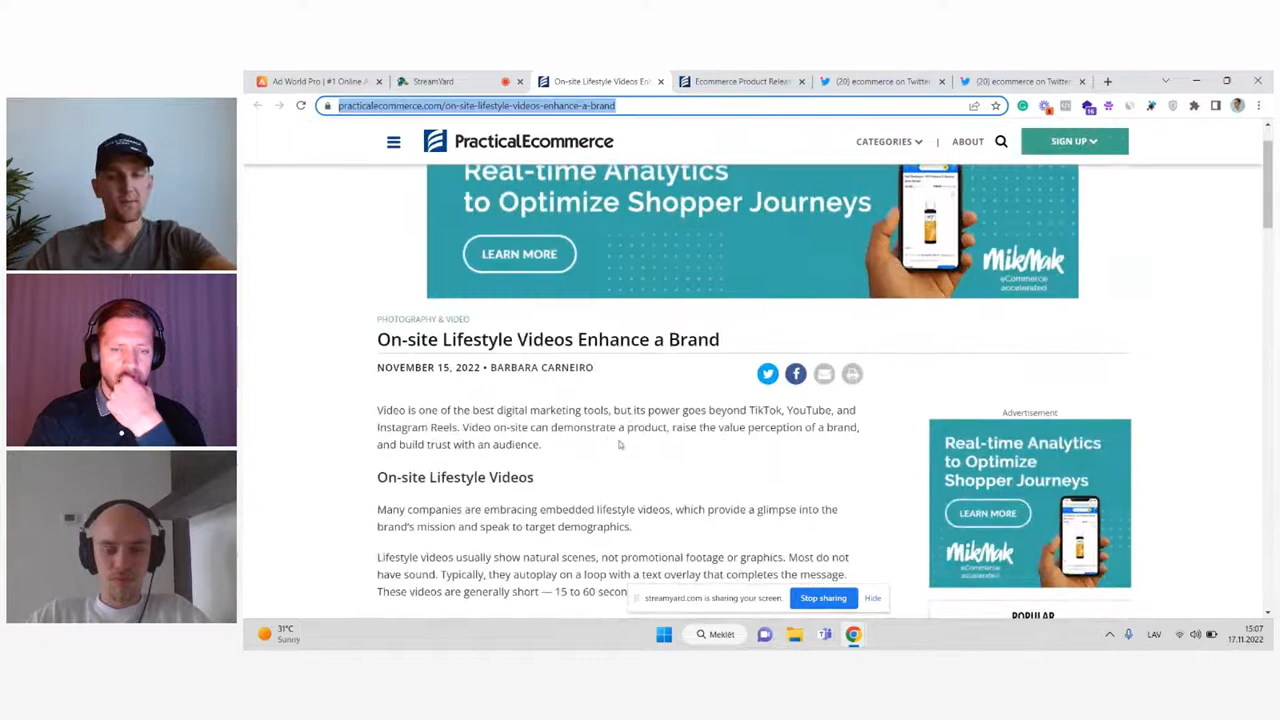 Ad World Pro | #1 Online A
StreamYard
On-site Lifestyle Videos En
Ecommerce Product Releas
(20) ecommerce on Twitter
(20) ecommerce on Twitter
practicalecommerce.com/on-site-lifestyle-videos-enhance-a-brand
PracticalEcommerce
CATEGORIES
|
ABOUT
SIGN UP
Real-time Analytics
to Optimize Shopper Journeys
LEARN MORE
MikMak
eCommerce
accelerated
PHOTOGRAPHY & VIDEO
On-site Lifestyle Videos Enhance a Brand
NOVEMBER 15, 2022 • BARBARA CARNEIRO
Video is one of the best digital marketing tools, but its power goes beyond TikTok, YouTube, and
Instagram Reels. Video on-site can demonstrate a product, raise the value perception of a brand,
and build trust with an audience.
On-site Lifestyle Videos
Many companies are embracing embedded lifestyle videos, which provide a glimpse into the
brand's mission and speak to target demographics.
Lifestyle videos usually show natural scenes, not promotional footage or graphics. Most do not
have sound. Typically, they autoplay on a loop with a text overlay that completes the message.
These videos are generally short — 15 to 60 secon
Advertisement
Real-time Analytics
to Optimize
Shopper Journeys
LEARN MORE
MikMak
eCommerce
accelerated
POPULAR
streamyard.com is sharing your screen.
Stop sharing
Hide
31°C
Sunny
Meklēt
LAV
15:07
17.11.2022